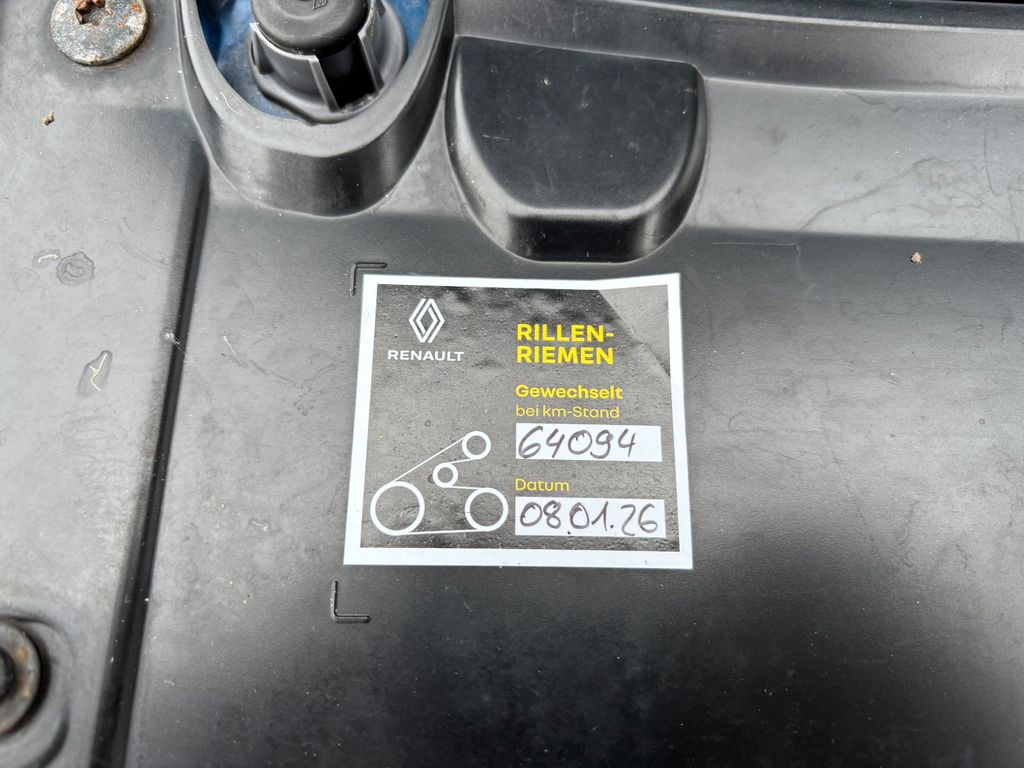 RENAULT
RILLEN-
RIEMEN
Gewechselt
bei km-Stand
64094
Datum
08.01.26